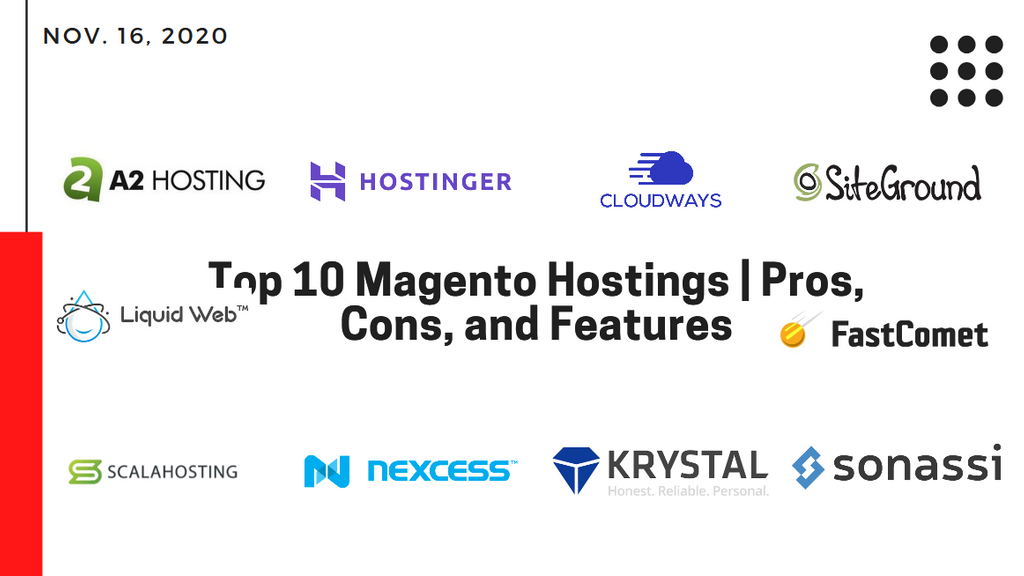 NOV. 16, 2020
A2 HOSTING
HOSTINGER
CLOUDWAYS
SiteGround
Top 10 Magento Hostings | Pros,
Cons, and Features
Liquid Web™
FastComet
SCALAHOSTING
NEXCESS™
KRYSTAL
Honest. Reliable. Personal.
sonassi